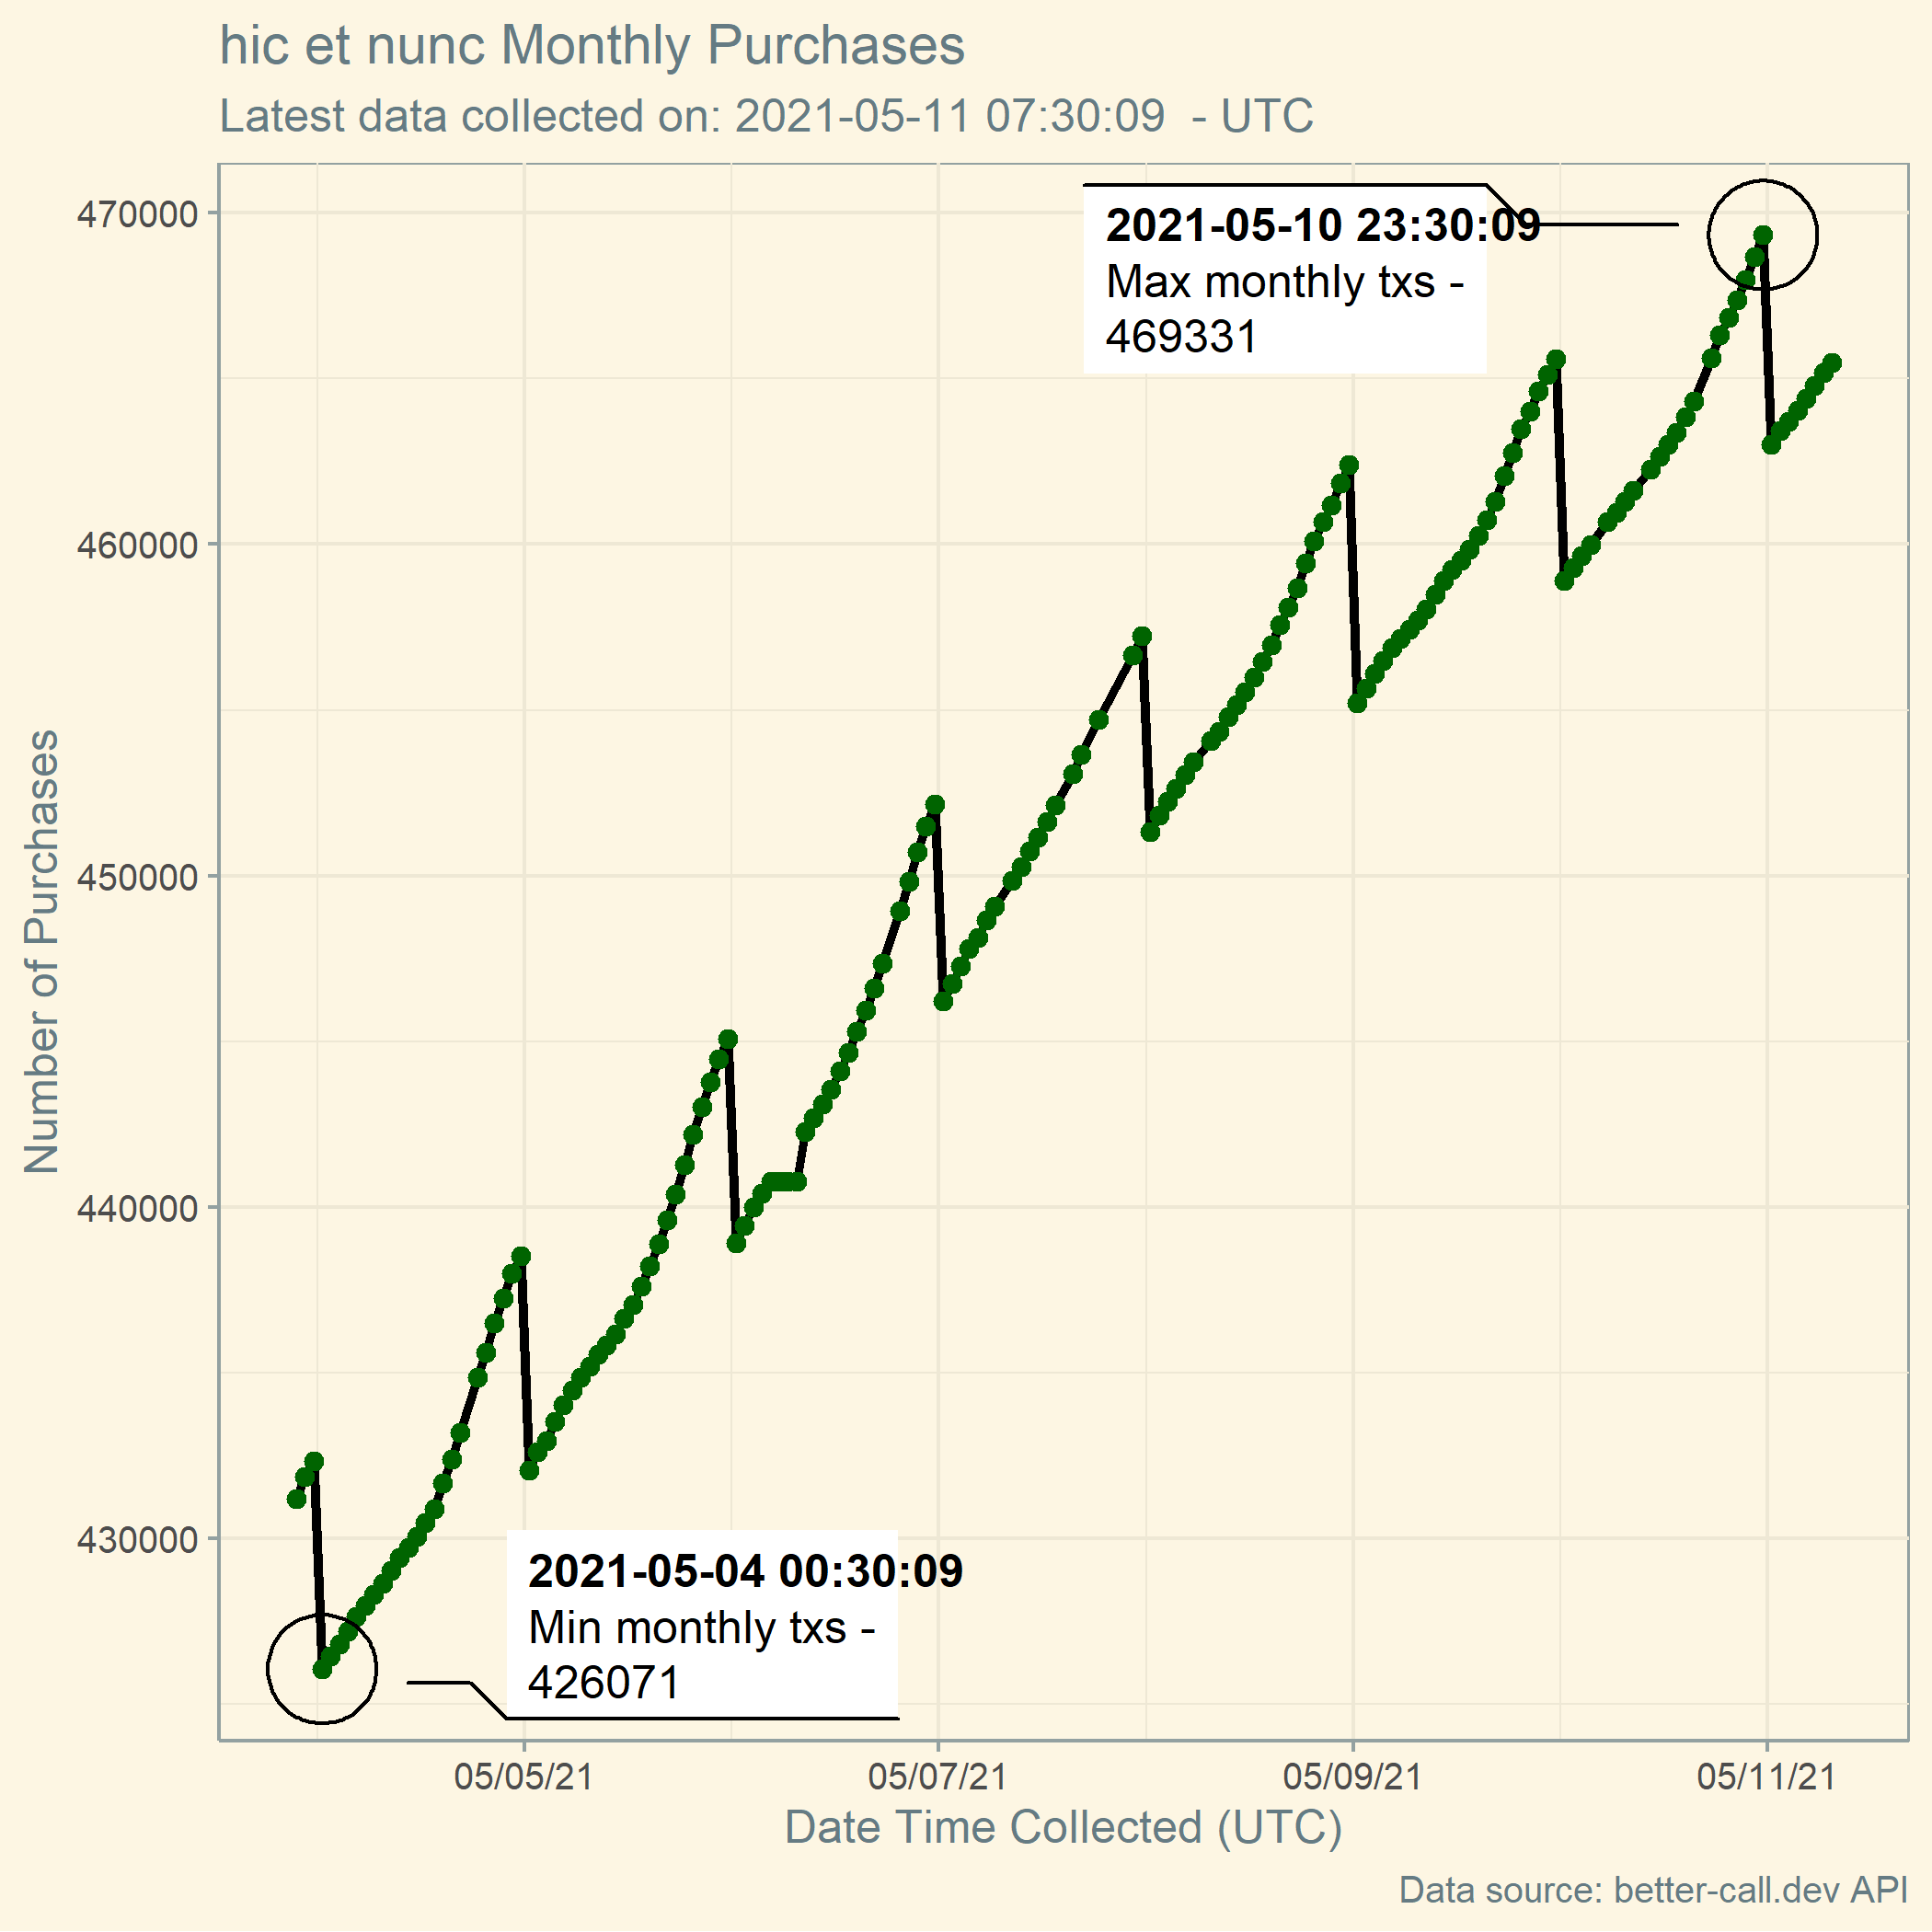 hic et nunc Monthly Purchases
Latest data collected on: 2021-05-11 07:30:09  - UTC
470000
460000
450000
440000
430000
Number of Purchases
2021-05-10 23:30:09
Max monthly txs -
469331
2021-05-04 00:30:09
Min monthly txs -
426071
05/05/21
05/07/21
05/09/21
05/11/21
Date Time Collected (UTC)
Data source: better-call.dev API